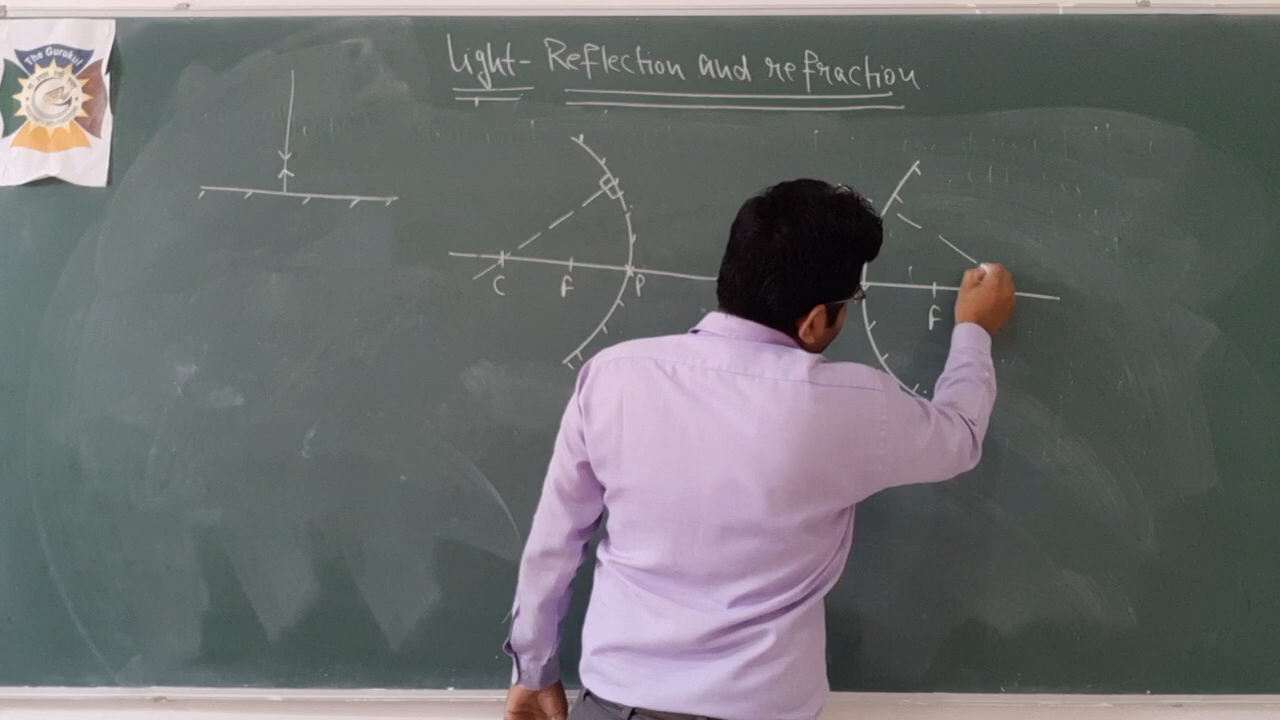 The Gurukul
Light- Reflection and refraction
C F P
F